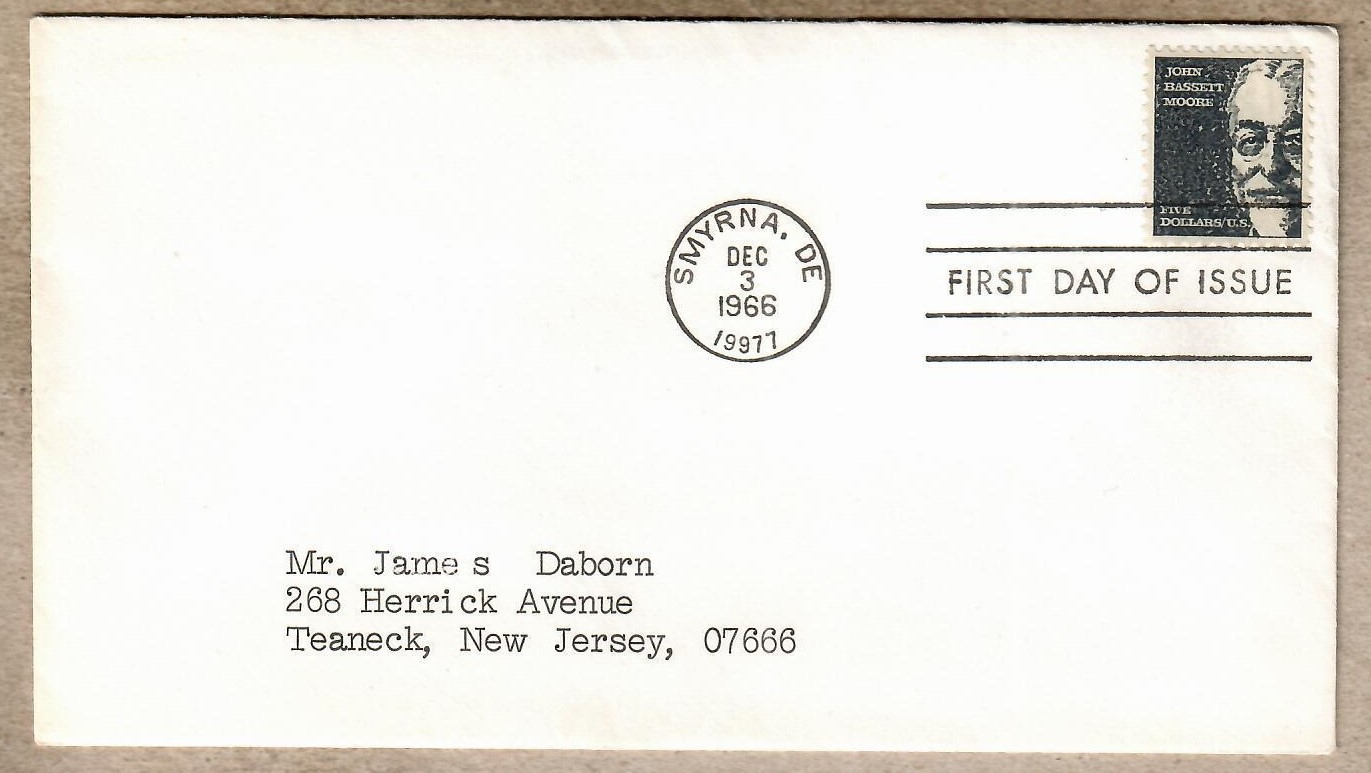 JOHN
BASSETT
MOORE
FIVE
DOLLARS/U.S.
SMYRNA, DE
DEC
3
1966
19977
FIRST DAY OF ISSUE
Mr. James Daborn
268 Herrick Avenue
Teaneck, New Jersey, 07666